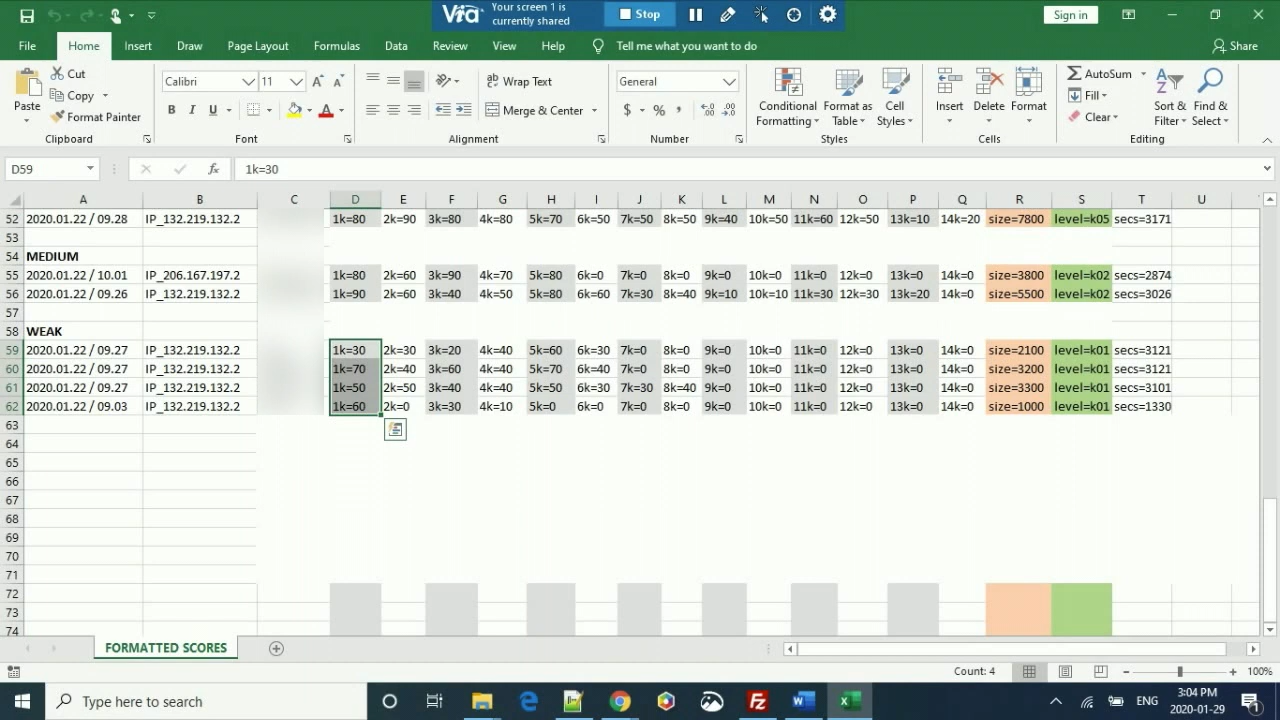 Via Your screen 1 is
currently shared
Stop
Sign in
File Home Insert Draw Page Layout Formulas Data Review View Help Tell me what you want to do Share
Paste Cut Copy Format Painter
Calibri 11
B I U
Wrap Text
Merge & Center
General
$ %
Conditional Formatting Format as Table Cell Styles
Insert Delete Format
AutoSum Fill Clear
Sort & Filter Find & Select
Clipboard Font Alignment Number Styles Cells Editing
D59 fx 1k=30
A B C D E F G H I J K L M N O P Q R S T U
52 2020.01.22 / 09.28 IP_132.219.132.2 1k=80 2k=90 3k=80 4k=80 5k=70 6k=50 7k=50 8k=50 9k=40 10k=50 11k=60 12k=50 13k=10 14k=20 size=7800 level=k05 secs=3171
53
54 MEDIUM
55 2020.01.22 / 10.01 IP_206.167.197.2 1k=80 2k=60 3k=90 4k=70 5k=80 6k=0 7k=0 8k=0 9k=0 10k=0 11k=0 12k=0 13k=0 14k=0 size=3800 level=k02 secs=2874
56 2020.01.22 / 09.26 IP_132.219.132.2 1k=90 2k=60 3k=40 4k=50 5k=80 6k=60 7k=30 8k=40 9k=10 10k=10 11k=30 12k=30 13k=20 14k=0 size=5500 level=k02 secs=3026
57
58 WEAK
59 2020.01.22 / 09.27 IP_132.219.132.2 1k=30 2k=30 3k=20 4k=40 5k=60 6k=30 7k=0 8k=0 9k=0 10k=0 11k=0 12k=0 13k=0 14k=0 size=2100 level=k01 secs=3121
60 2020.01.22 / 09.27 IP_132.219.132.2 1k=70 2k=40 3k=60 4k=40 5k=70 6k=40 7k=0 8k=0 9k=0 10k=0 11k=0 12k=0 13k=0 14k=0 size=3200 level=k01 secs=3121
61 2020.01.22 / 09.27 IP_132.219.132.2 1k=50 2k=50 3k=40 4k=40 5k=50 6k=30 7k=30 8k=40 9k=0 10k=0 11k=0 12k=0 13k=0 14k=0 size=3300 level=k01 secs=3101
62 2020.01.22 / 09.03 IP_132.219.132.2 1k=60 2k=0 3k=30 4k=10 5k=0 6k=0 7k=0 8k=0 9k=0 10k=0 11k=0 12k=0 13k=0 14k=0 size=1000 level=k01 secs=1330
63
64
65
66
67
68
69
70
71
72
73
74
FORMATTED SCORES
Count: 4 100%
Type here to search
ENG 3:04 PM
2020-01-29 1